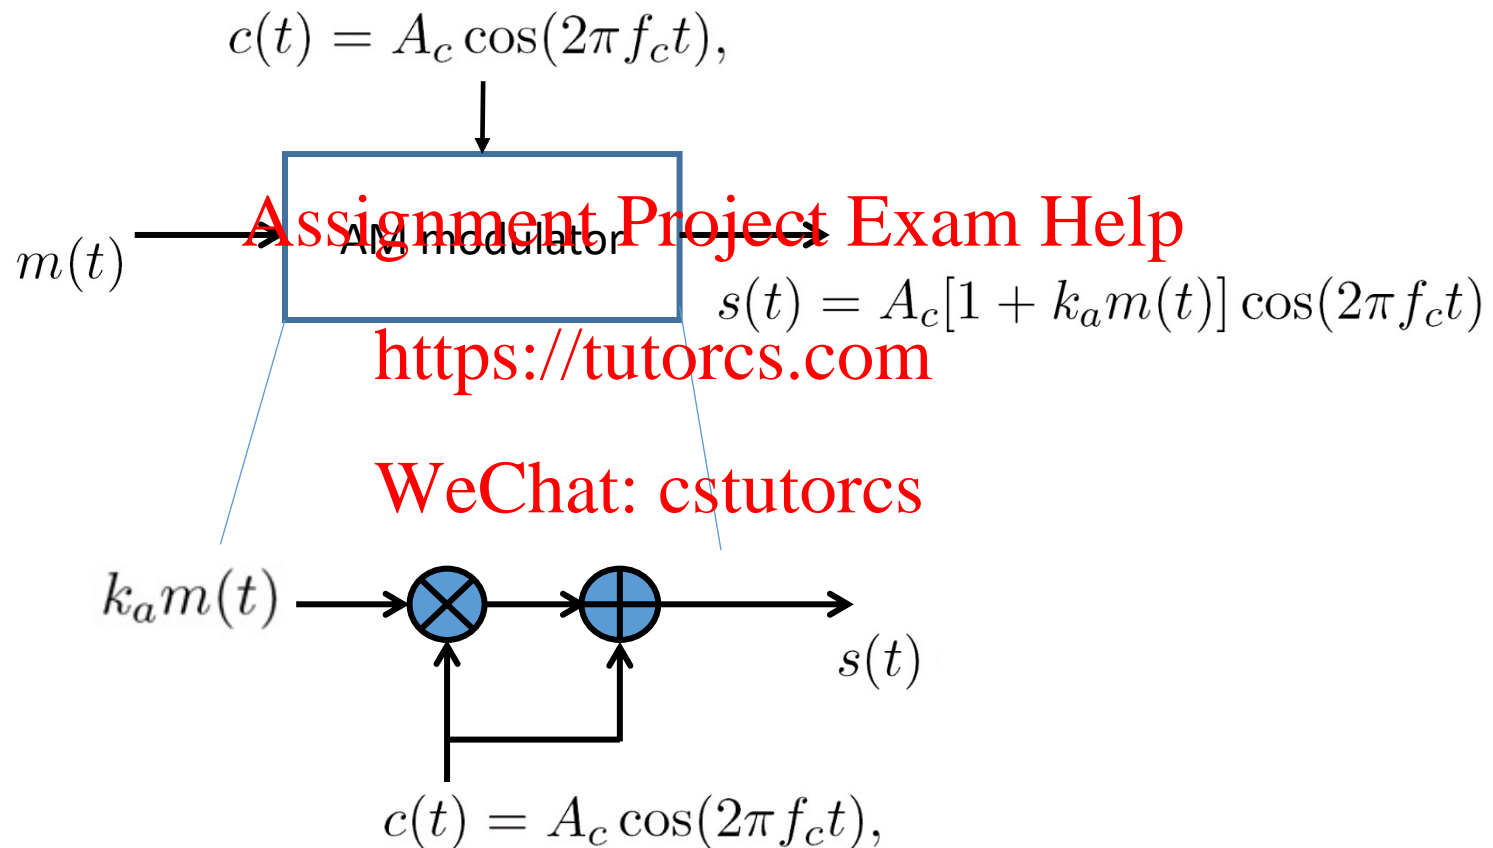 c(t) = A_c cos(2πf_ct),
Assignment Project Exam Help
AM modulator
m(t)
s(t) = A_c[1 + k_am(t)] cos(2πf_ct)
https://tutorcs.com
WeChat: cstutorcs
k_am(t)
s(t)
c(t) = A_c cos(2πf_ct),